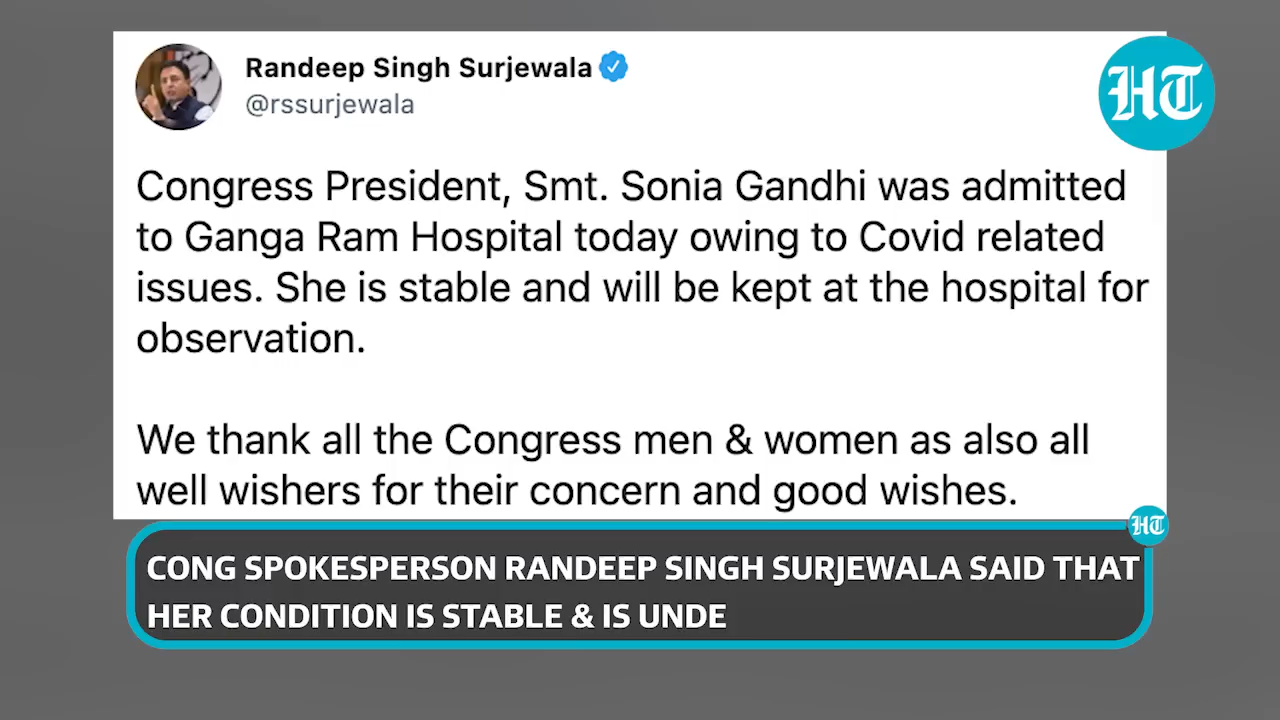 Randeep Singh Surjewala
@rssurjewala
HT
Congress President, Smt. Sonia Gandhi was admitted
to Ganga Ram Hospital today owing to Covid related
issues. She is stable and will be kept at the hospital for
observation.
We thank all the Congress men & women as also all
well wishers for their concern and good wishes.
HT
CONG SPOKESPERSON RANDEEP SINGH SURJEWALA SAID THAT
HER CONDITION IS STABLE & IS UNDE